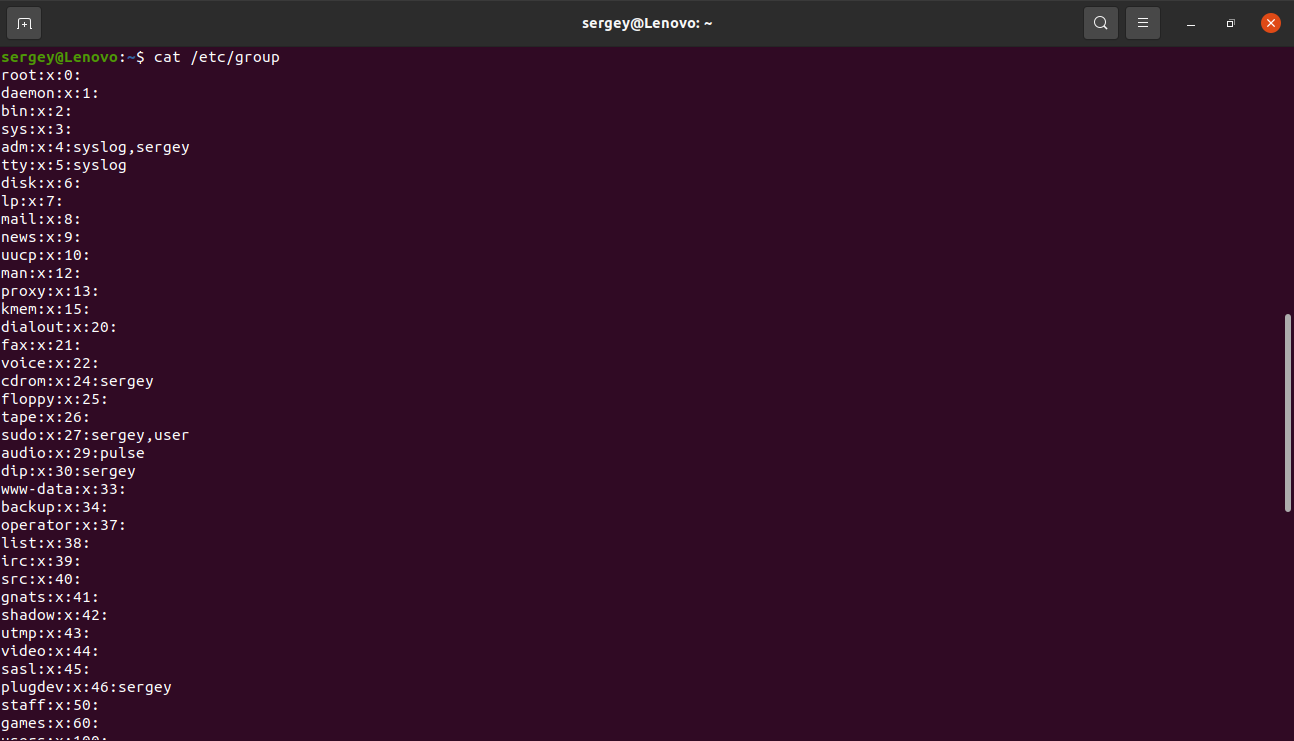 sergey@Lenovo: ~
sergey@Lenovo:~$ cat /etc/group
root:x:0:
daemon:x:1:
bin:x:2:
sys:x:3:
adm:x:4:syslog,sergey
tty:x:5:syslog
disk:x:6:
lp:x:7:
mail:x:8:
news:x:9:
uucp:x:10:
man:x:12:
proxy:x:13:
kmem:x:15:
dialout:x:20:
fax:x:21:
voice:x:22:
cdrom:x:24:sergey
floppy:x:25:
tape:x:26:
sudo:x:27:sergey,user
audio:x:29:pulse
dip:x:30:sergey
www-data:x:33:
backup:x:34:
operator:x:37:
list:x:38:
irc:x:39:
src:x:40:
gnats:x:41:
shadow:x:42:
utmp:x:43:
video:x:44:
sasl:x:45:
plugdev:x:46:sergey
staff:x:50:
games:x:60:
users:x:100: